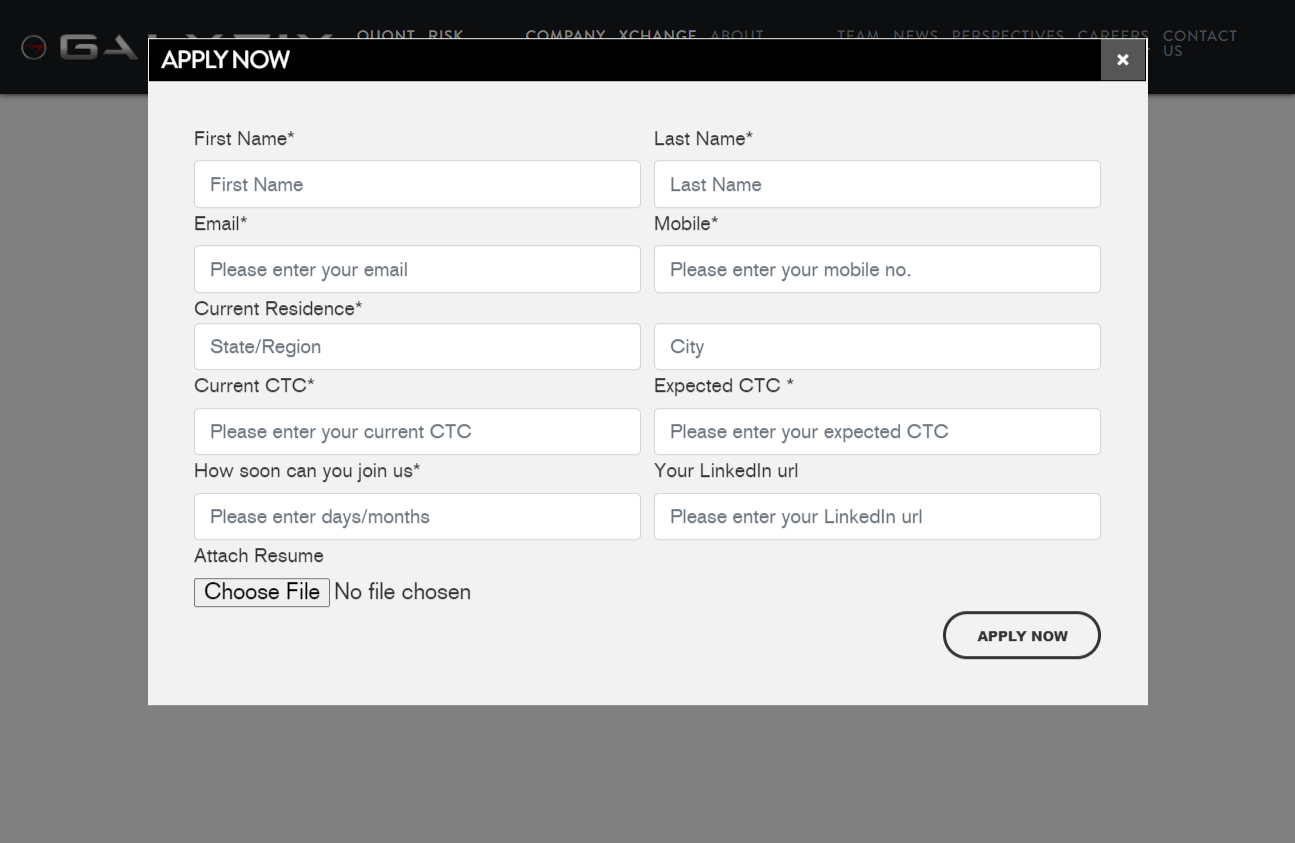 QUONT RISK COMPANY XCHANGE ABOUT TEAM NEWS PERSPECTIVES CAREERS CONTACT
US
APPLY NOW
×
First Name* Last Name*
First Name Last Name
Email* Mobile*
Please enter your email Please enter your mobile no.
Current Residence*
State/Region City
Current CTC* Expected CTC *
Please enter your current CTC Please enter your expected CTC
How soon can you join us* Your LinkedIn url
Please enter days/months Please enter your LinkedIn url
Attach Resume
Choose File No file chosen
APPLY NOW